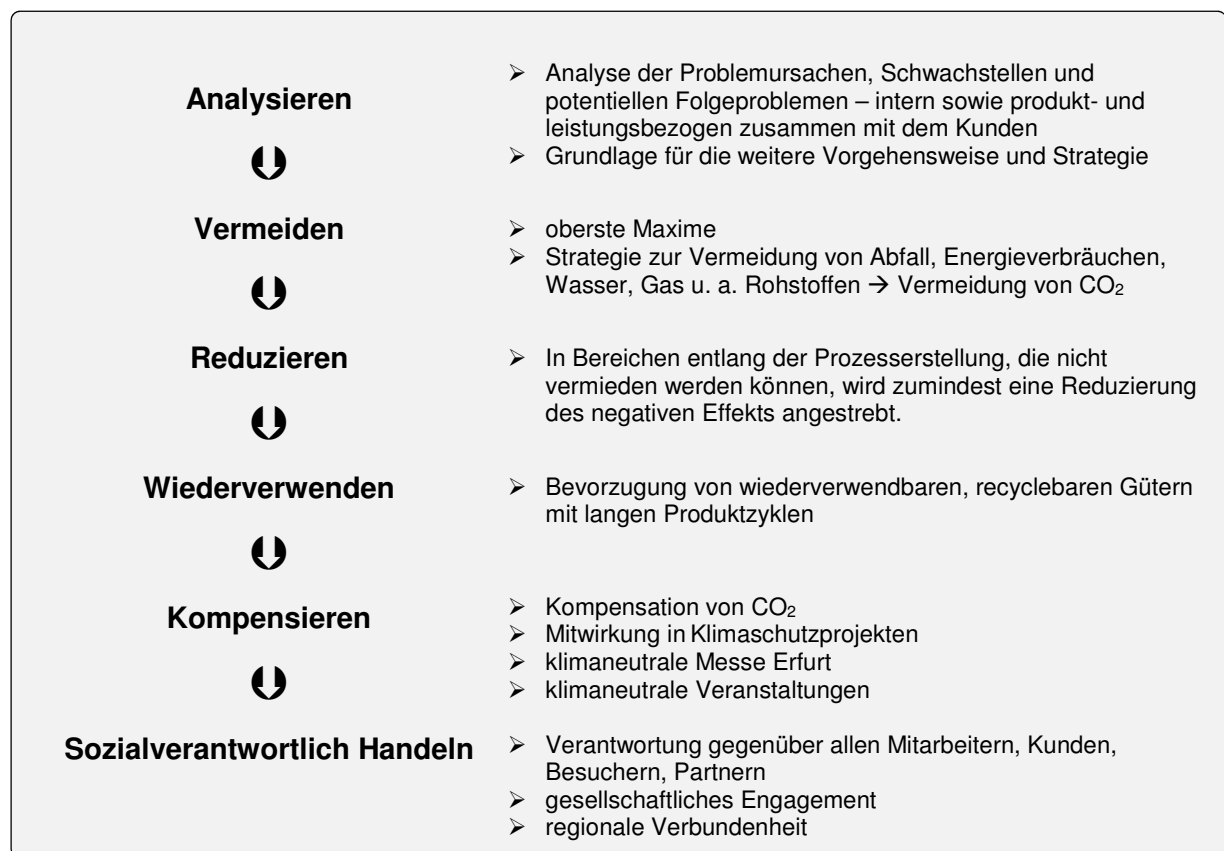 Analysieren
➢ Analyse der Problemursachen, Schwachstellen und
potentiellen Folgeproblemen – intern sowie produkt- und
leistungsbezogen zusammen mit dem Kunden
➢ Grundlage für die weitere Vorgehensweise und Strategie
Vermeiden
➢ oberste Maxime
➢ Strategie zur Vermeidung von Abfall, Energieverbräuchen,
Wasser, Gas u. a. Rohstoffen → Vermeidung von CO₂
Reduzieren
➢ In Bereichen entlang der Prozesserstellung, die nicht
vermieden werden können, wird zumindest eine Reduzierung
des negativen Effekts angestrebt.
Wiederverwenden
➢ Bevorzugung von wiederverwendbaren, recyclebaren Gütern
mit langen Produktzyklen
Kompensieren
➢ Kompensation von CO₂
➢ Mitwirkung in Klimaschutzprojekten
➢ klimaneutrale Messe Erfurt
➢ klimaneutrale Veranstaltungen
Sozialverantwortlich Handeln
➢ Verantwortung gegenüber allen Mitarbeitern, Kunden,
Besuchern, Partnern
➢ gesellschaftliches Engagement
➢ regionale Verbundenheit